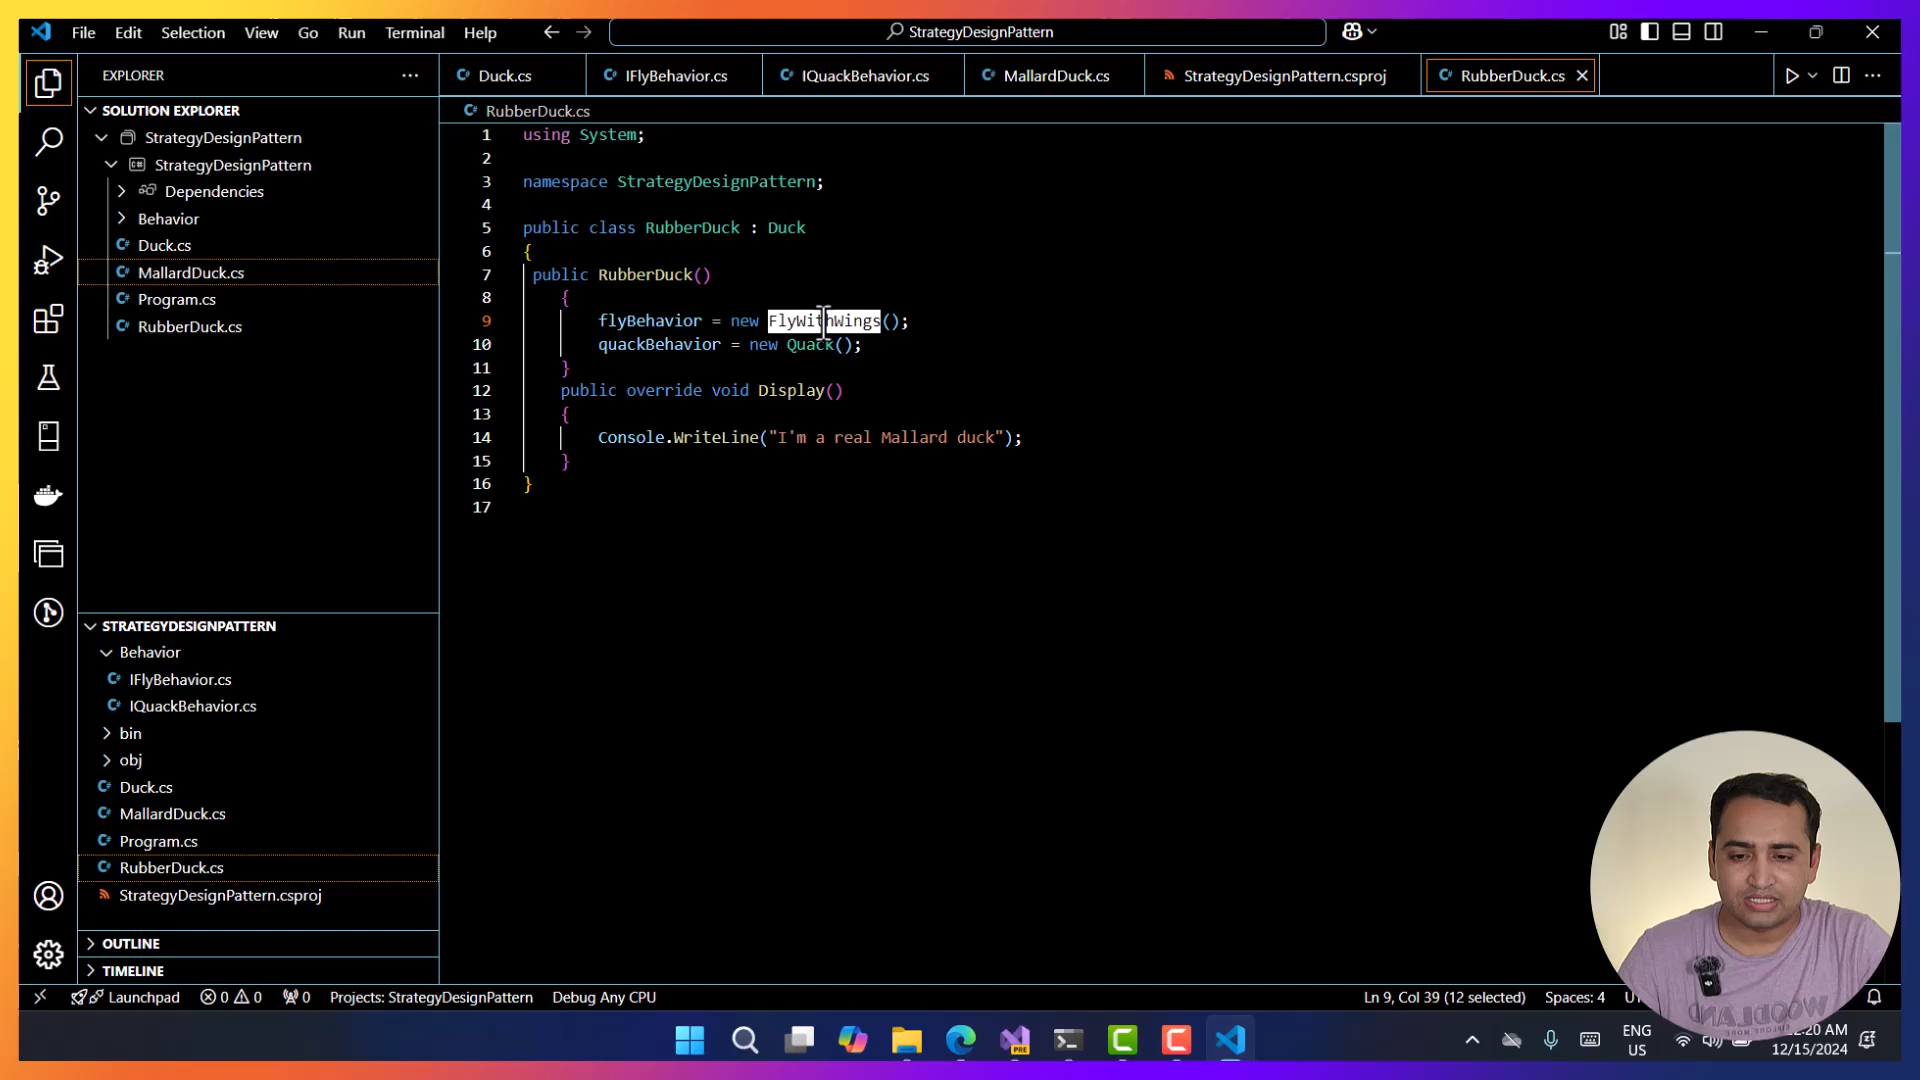 File Edit Selection View Go Run Terminal Help
StrategyDesignPattern
EXPLORER
Duck.cs
IFlyBehavior.cs
IQuackBehavior.cs
MallardDuck.cs
StrategyDesignPattern.csproj
RubberDuck.cs
SOLUTION EXPLORER
StrategyDesignPattern
StrategyDesignPattern
Dependencies
Behavior
Duck.cs
MallardDuck.cs
Program.cs
RubberDuck.cs
STRATEGYDESIGNPATTERN
Behavior
IFlyBehavior.cs
IQuackBehavior.cs
bin
obj
Duck.cs
MallardDuck.cs
Program.cs
RubberDuck.cs
StrategyDesignPattern.csproj
OUTLINE
TIMELINE
RubberDuck.cs
1 using System;
2
3 namespace StrategyDesignPattern;
4
5 public class RubberDuck : Duck
6 {
7 public RubberDuck()
8 {
9 flyBehavior = new FlyWithWings();
10 quackBehavior = new Quack();
11 }
12 public override void Display()
13 {
14 Console.WriteLine("I'm a real Mallard duck");
15 }
16 }
17
Launchpad 0 0 0 Projects: StrategyDesignPattern Debug Any CPU Ln 9, Col 39 (12 selected) Spaces: 4
WOODLAND
ENG
US
:20 AM
12/15/2024